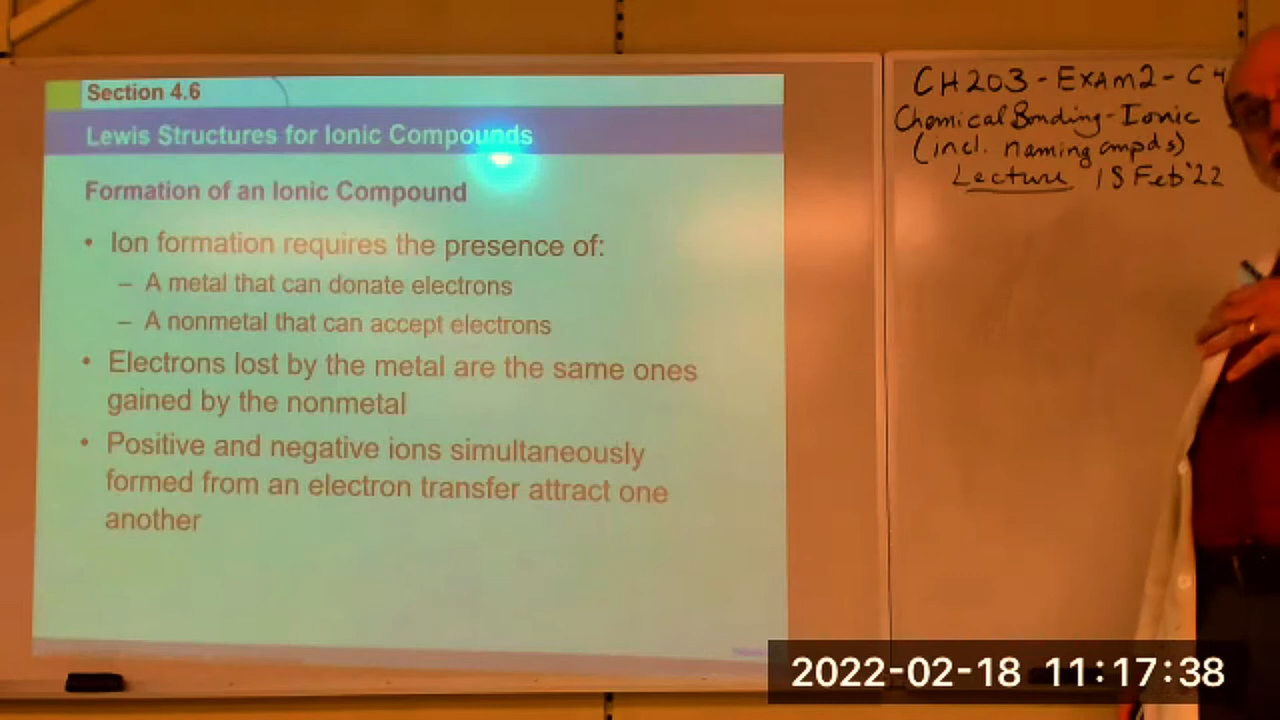 Section 4.6
Lewis Structures for Ionic Compounds
Formation of an Ionic Compound
• Ion formation requires the presence of:
– A metal that can donate electrons
– A nonmetal that can accept electrons
• Electrons lost by the metal are the same ones
gained by the nonmetal
• Positive and negative ions simultaneously
formed from an electron transfer attract one
another
CH203 - EXAM2 - C4
Chemical Bonding - Ionic
(incl. naming cmpds)
Lecture 18 Feb '22
2022-02-18 11:17:38